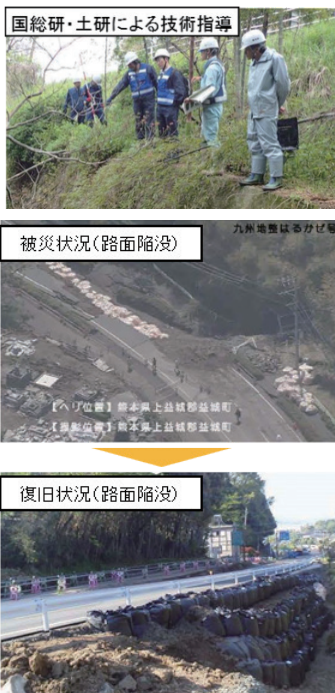 国総研・土研による技術指導
九州地整はるかぜ号
被災状況(路面陥没)
【ヘリ位置】熊本県上益城郡益城町
【撮影位置】熊本県上益城郡益城町
復旧状況(路面陥没)